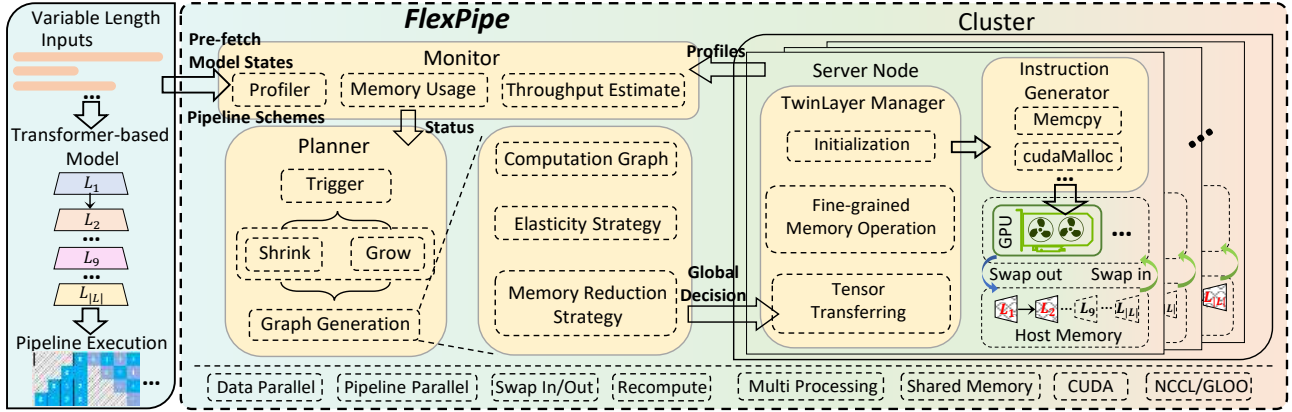 Variable Length
Inputs
...
Transformer-based
Model
L1
L2
...
L9
...
L|L|
Pipeline Execution
...
FlexPipe
Pre-fetch
Model States
Pipeline Schemes
Monitor
Profiler
Memory Usage
Throughput Estimate
Status
Profiles
Planner
Trigger
Shrink
Grow
Graph Generation
Computation Graph
Elasticity Strategy
Memory Reduction
Strategy
Global
Decision
Cluster
Server Node
TwinLayer Manager
Initialization
Fine-grained
Memory Operation
Tensor
Transferring
Instruction
Generator
Memcpy
cudaMalloc
...
...
GPU
...
Swap out
Swap in
L1
L2
...
L9
...
L|L|
Host Memory
|L|
L|L|
Data Parallel
Pipeline Parallel
Swap In/Out
Recompute
Multi Processing
Shared Memory
CUDA
NCCL/GLOO